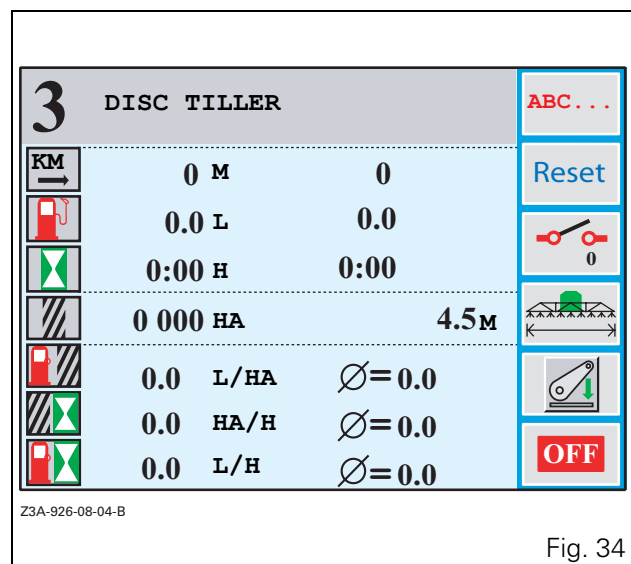 3 DISC TILLER ABC...
KM 0 M 0 Reset
0.0 L 0.0
0:00 H 0:00 0
0 000 HA 4.5M
0.0 L/HA Ø=0.0
0.0 HA/H Ø=0.0
0.0 L/H Ø=0.0 OFF
Z3A-926-08-04-B
Fig. 34